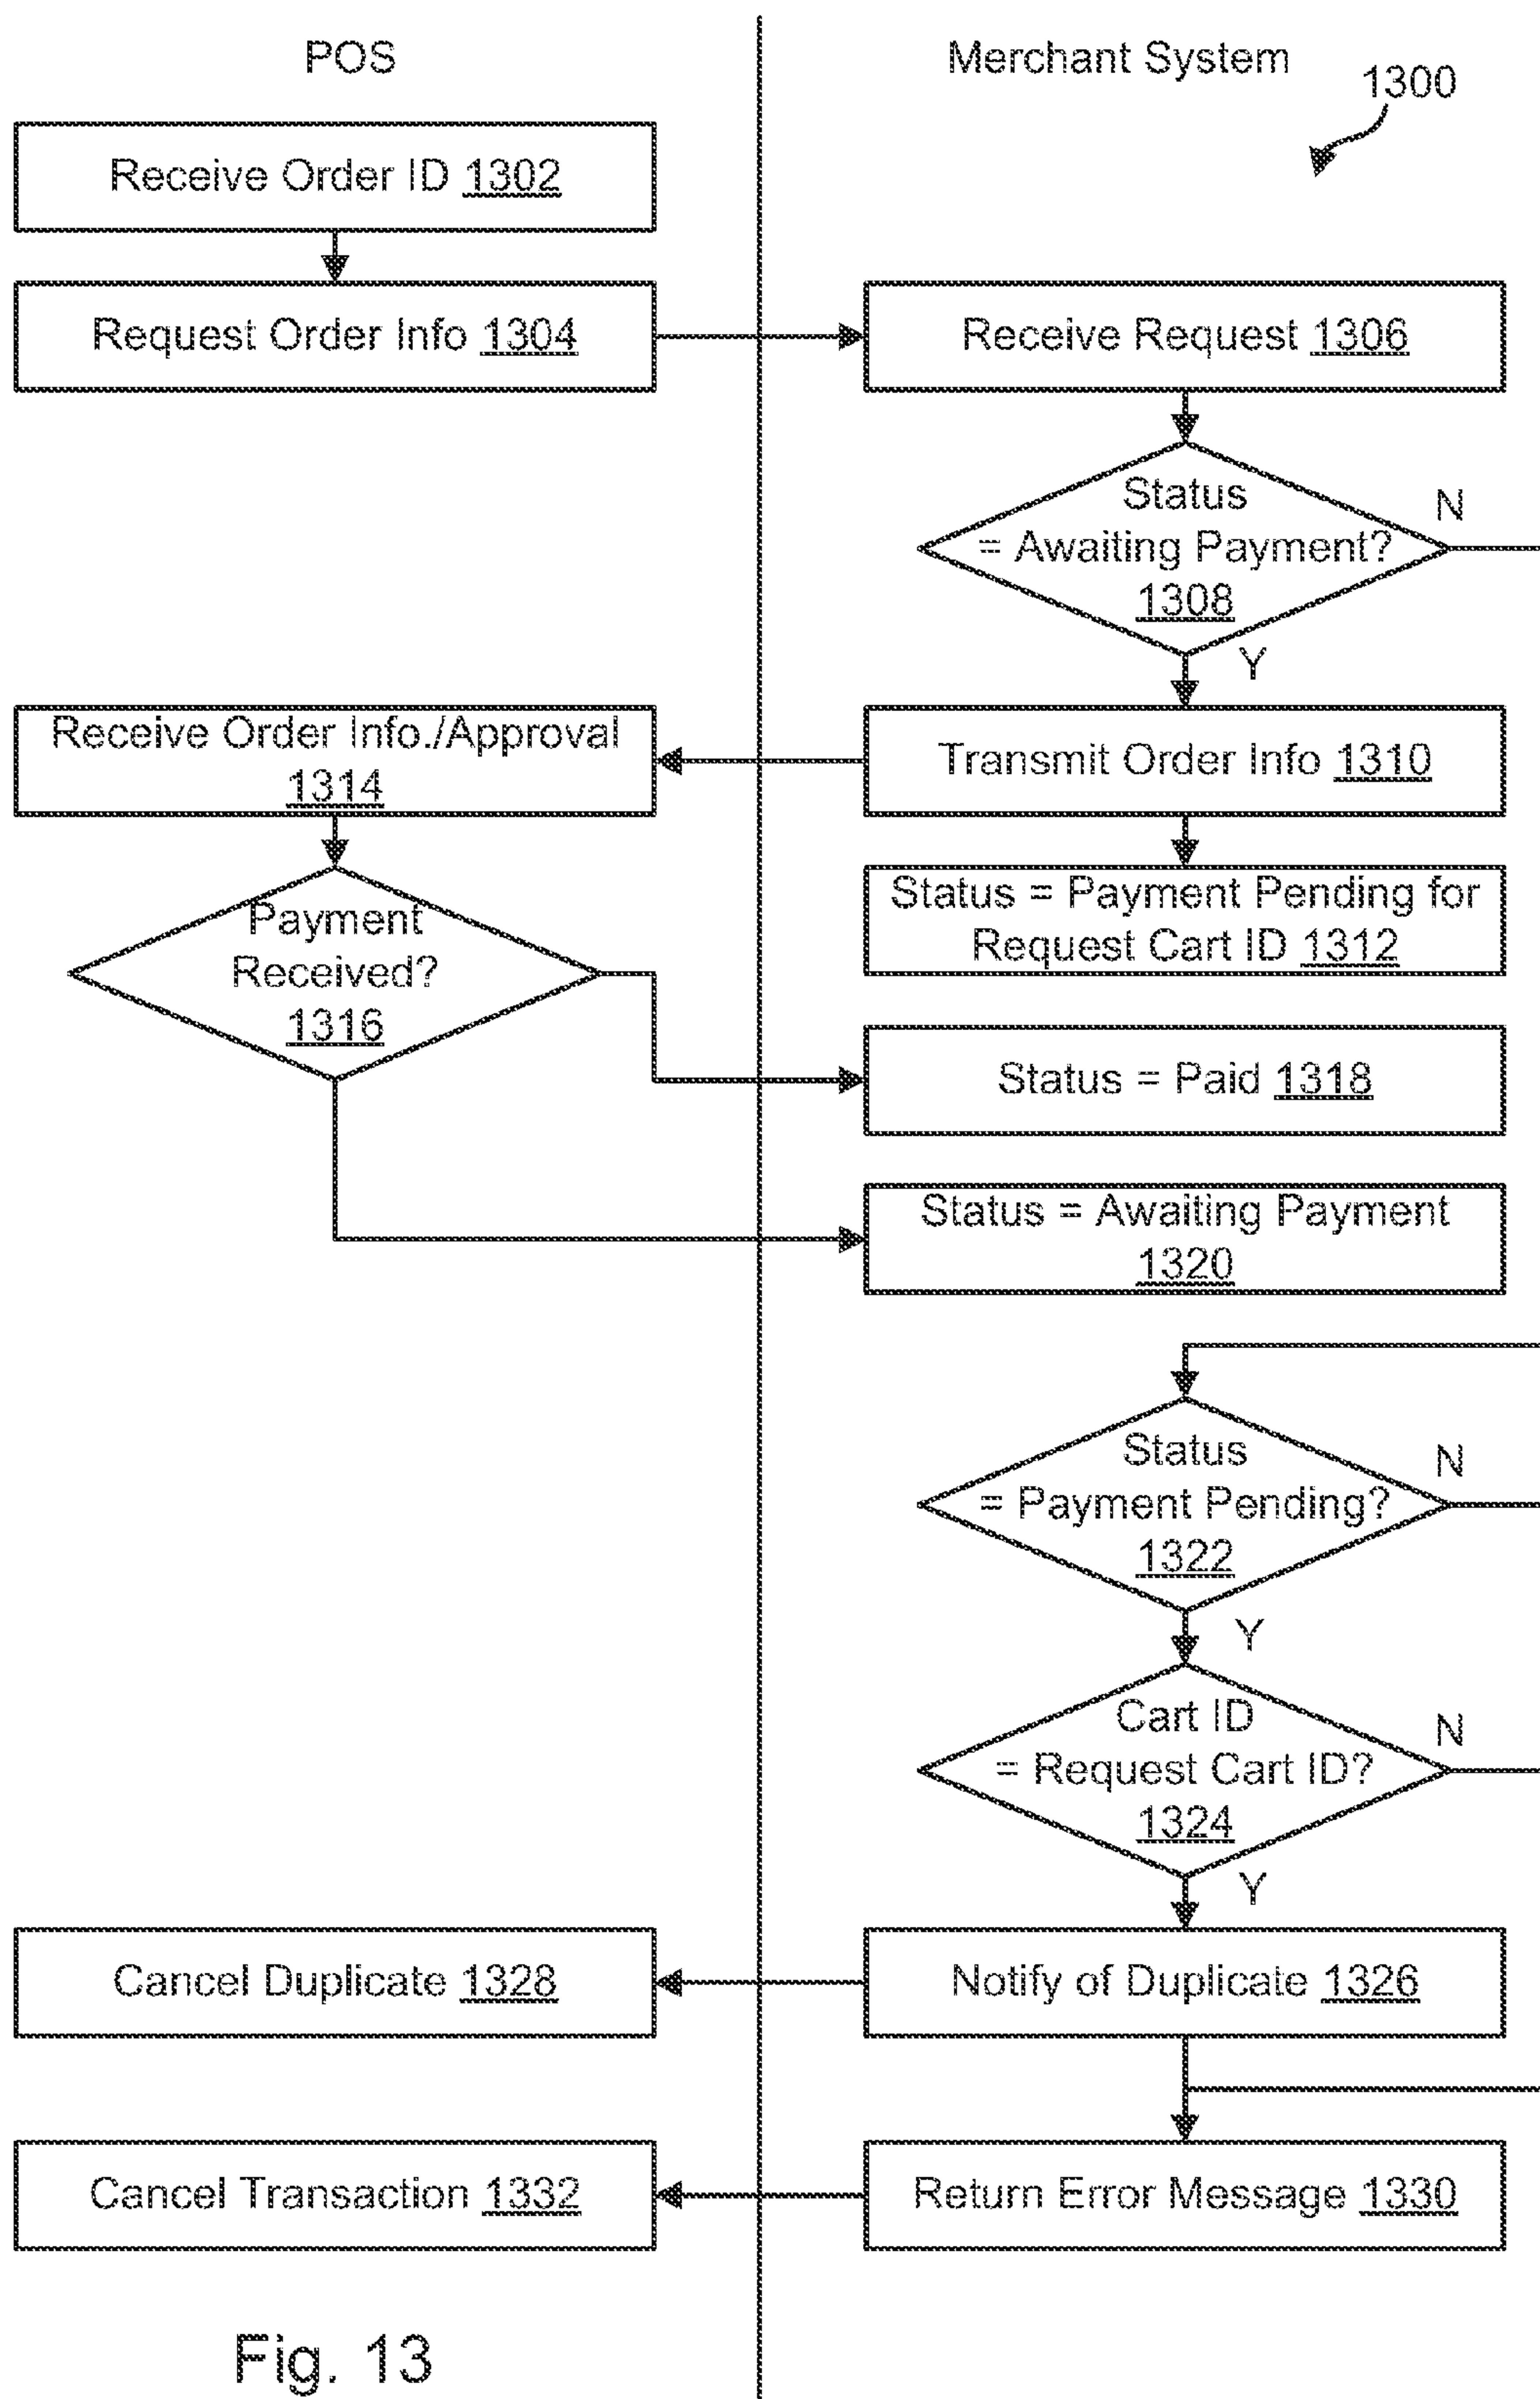 POS
Merchant System
1300
Receive Order ID 1302
Request Order Info 1304
Receive Request 1306
Status
= Awaiting Payment?
1308
N
Y
Receive Order Info./Approval
1314
Transmit Order Info 1310
Payment
Received?
1316
Status = Payment Pending for
Request Cart ID 1312
Status = Paid 1318
Status = Awaiting Payment
1320
Status
= Payment Pending?
1322
N
Y
Cart ID
= Request Cart ID?
1324
N
Y
Cancel Duplicate 1328
Notify of Duplicate 1326
Cancel Transaction 1332
Return Error Message 1330
Fig. 13